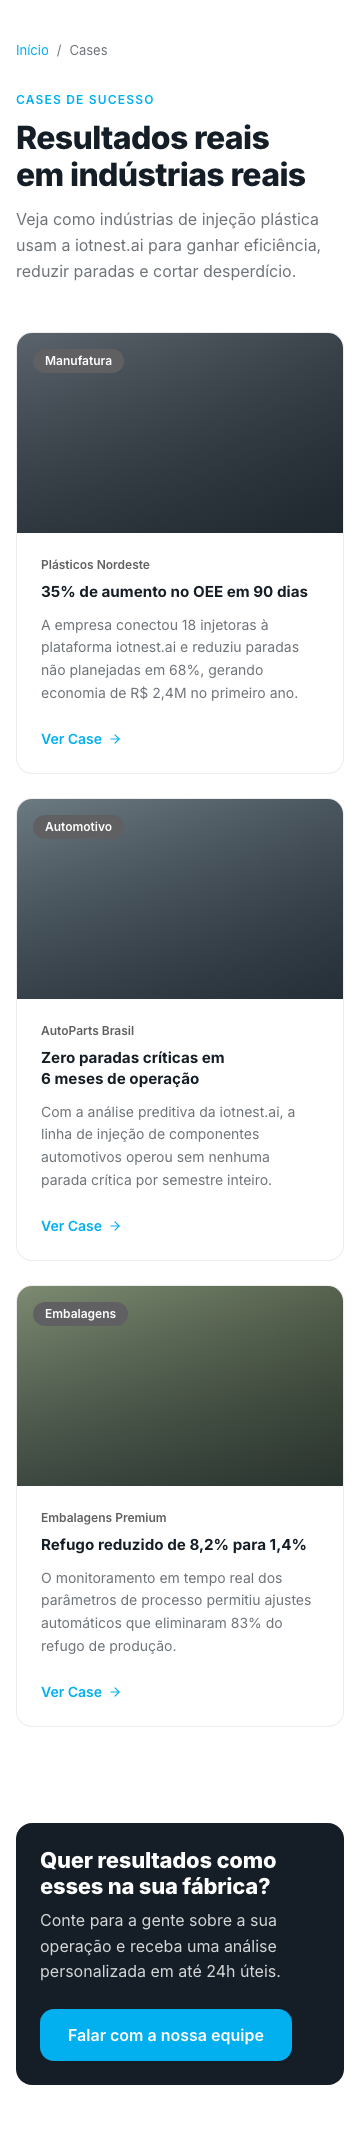 Início / Cases
CASES DE SUCESSO
Resultados reais
em indústrias reais
Veja como indústrias de injeção plástica
usam a iotnest.ai para ganhar eficiência,
reduzir paradas e cortar desperdício.
Manufatura
Plásticos Nordeste
35% de aumento no OEE em 90 dias
A empresa conectou 18 injetoras à
plataforma iotnest.ai e reduziu paradas
não planejadas em 68%, gerando
economia de R$ 2,4M no primeiro ano.
Ver Case →
Automotivo
AutoParts Brasil
Zero paradas críticas em
6 meses de operação
Com a análise preditiva da iotnest.ai, a
linha de injeção de componentes
automotivos operou sem nenhuma
parada crítica por semestre inteiro.
Ver Case →
Embalagens
Embalagens Premium
Refugo reduzido de 8,2% para 1,4%
O monitoramento em tempo real dos
parâmetros de processo permitiu ajustes
automáticos que eliminaram 83% do
refugo de produção.
Ver Case →
Quer resultados como
esses na sua fábrica?
Conte para a gente sobre a sua
operação e receba uma análise
personalizada em até 24h úteis.
Falar com a nossa equipe